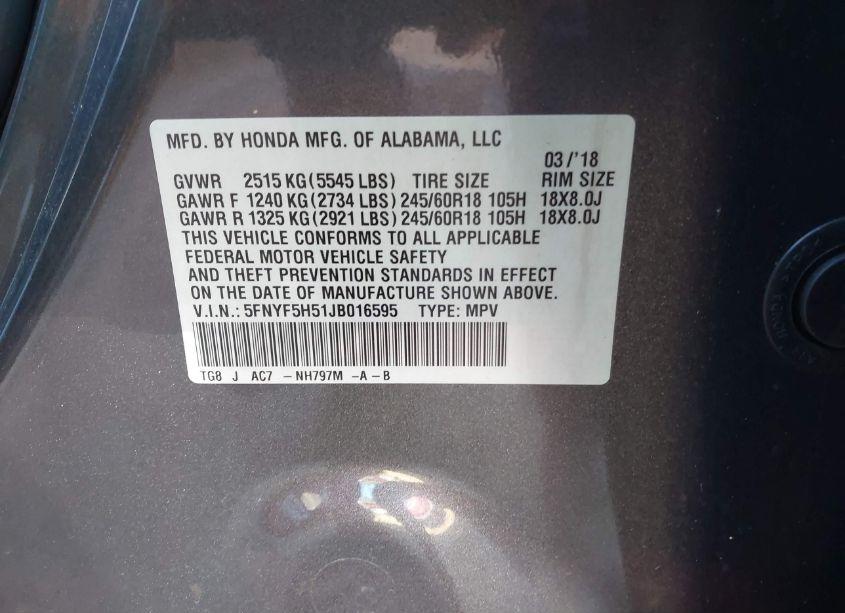 MFD. BY HONDA MFG. OF ALABAMA, LLC
03/'18
GVWR 2515 KG(5545 LBS) TIRE SIZE RIM SIZE
GAWR F 1240 KG(2734 LBS) 245/60R18 105H 18X8.0J
GAWR R 1325 KG(2921 LBS) 245/60R18 105H 18X8.0J
THIS VEHICLE CONFORMS TO ALL APPLICABLE
FEDERAL MOTOR VEHICLE SAFETY
AND THEFT PREVENTION STANDARDS IN EFFECT
ON THE DATE OF MANUFACTURE SHOWN ABOVE.
V.I.N.: 5FNYF5H51JB016595 TYPE: MPV
TG8 J AC7 -NH797M -A-B